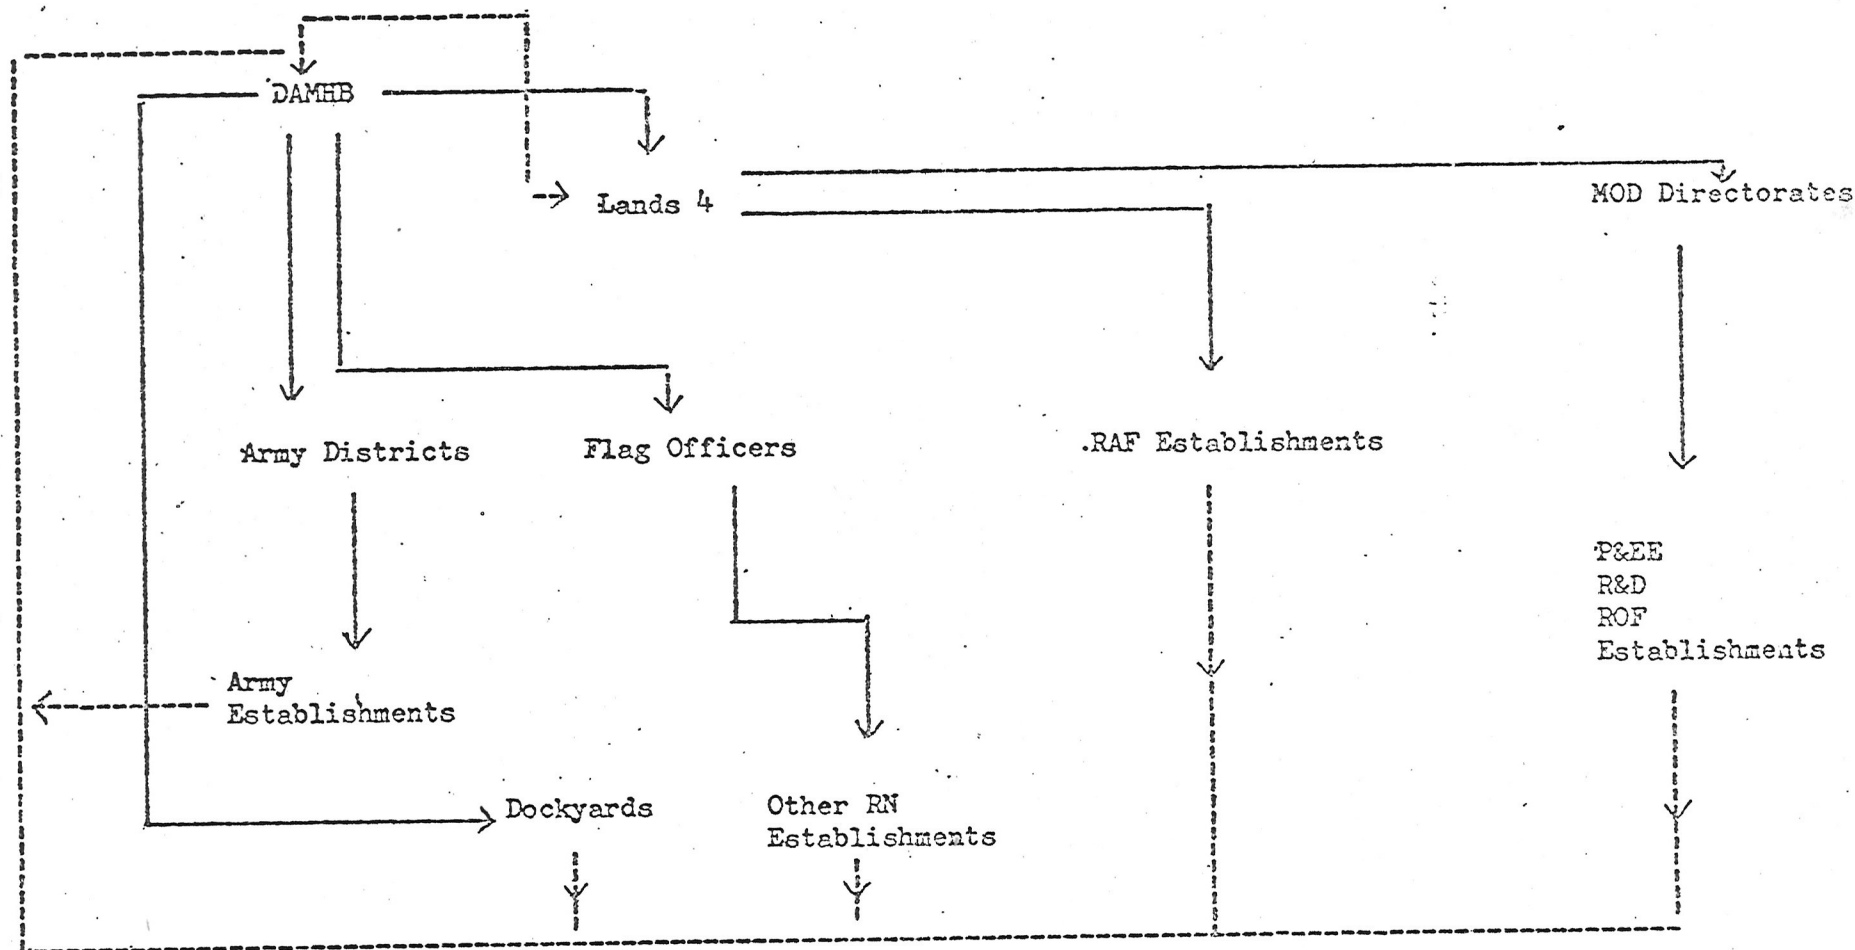 DAMHB
Lands 4
MOD Directorates
Army Districts
Flag Officers
RAF Establishments
P&EE
R&D
ROF
Establishments
Army
Establishments
Dockyards
Other RN
Establishments